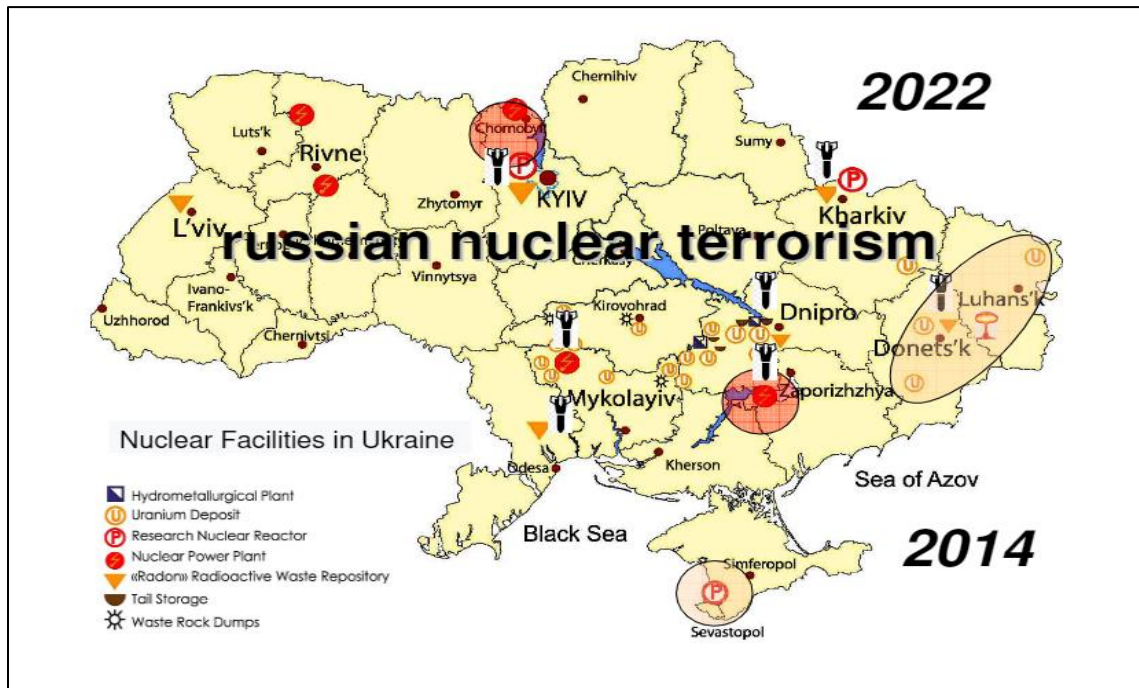 Chernihiv
2022
Luts'k
Chornobyl
Rivne
Sumy
P
Zhytomyr
KYIV
P
L'viv
Kharkiv
russian nuclear terrorism
Poltava
Cherkasy
Vinnytsya
Ivano-
Frankivs'k
Kirovohrad
Luhans'k
Uzhhorod
Chernivtsi
Dnipro
Donets'k
Zaporizhzhya
Mykolayiv
Nuclear Facilities in Ukraine
Odesa
Kherson
Sea of Azov
Black Sea
2014
Simferopol
P
Sevastopol
Hydrometallurgical Plant
U Uranium Deposit
P Research Nuclear Reactor
Nuclear Power Plant
«Radon» Radioactive Waste Repository
Tail Storage
Waste Rock Dumps